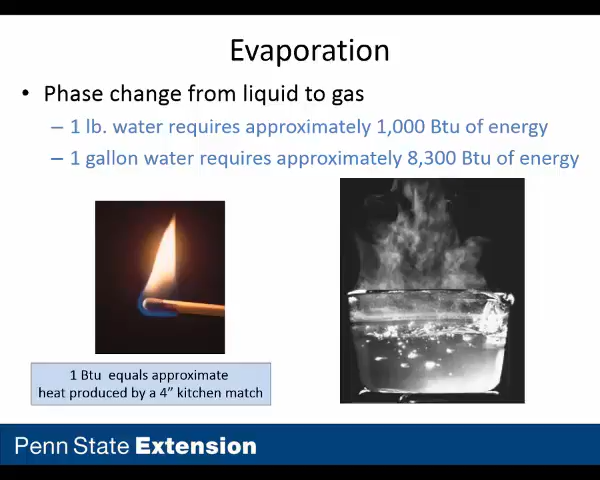 Evaporation
• Phase change from liquid to gas
– 1 lb. water requires approximately 1,000 Btu of energy
– 1 gallon water requires approximately 8,300 Btu of energy
1 Btu equals approximate
heat produced by a 4" kitchen match
Penn State Extension